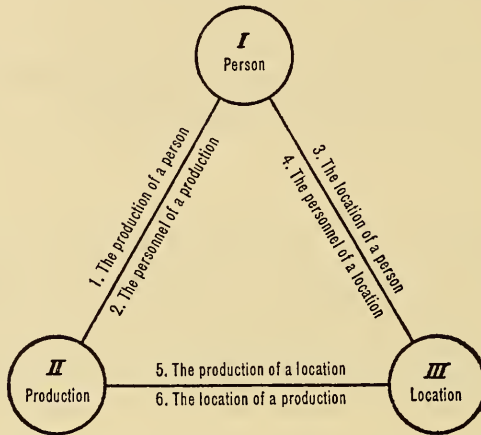 I
Person
1. The production of a person
2. The personnel of a production
3. The location of a person
4. The personnel of a location
II
Production
5. The production of a location
6. The location of a production
III
Location